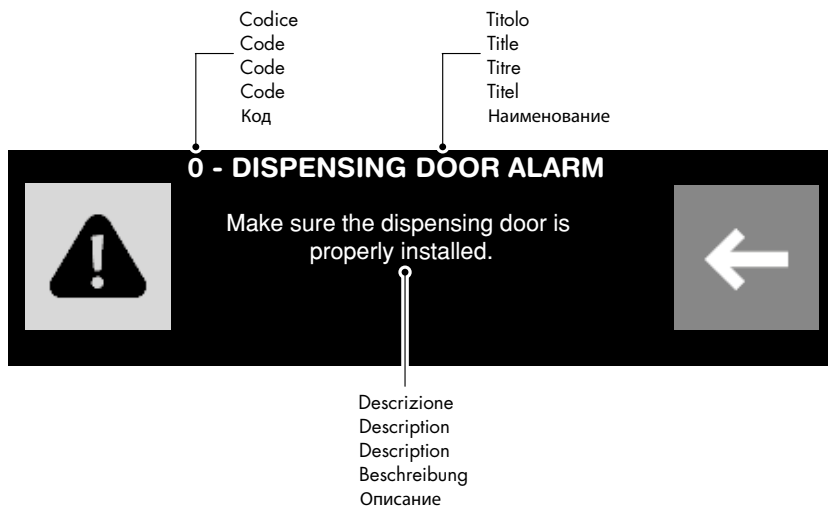 Codice
Code
Code
Code
Код
Titolo
Title
Titre
Titel
Наименование
0 - DISPENSING DOOR ALARM
Make sure the dispensing door is
properly installed.
Descrizione
Description
Description
Beschreibung
Описание